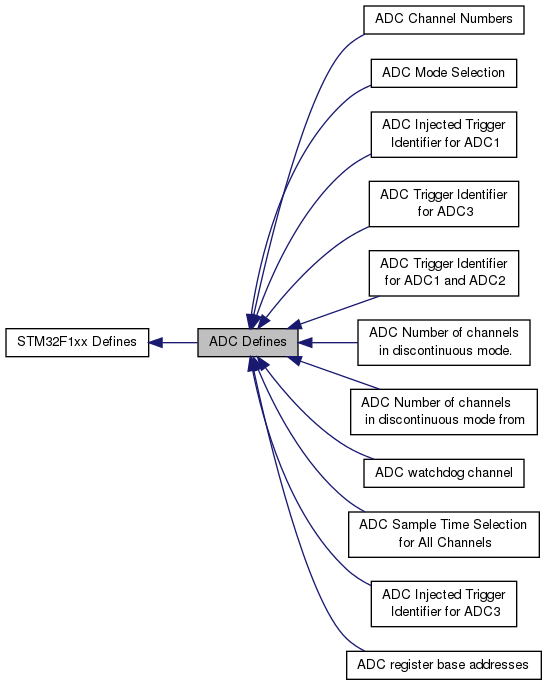 ADC Channel Numbers
ADC Mode Selection
ADC Injected Trigger
Identifier for ADC1
ADC Trigger Identifier
for ADC3
ADC Trigger Identifier
for ADC1 and ADC2
STM32F1xx Defines
ADC Defines
ADC Number of channels
in discontinuous mode.
ADC Number of channels
in discontinuous mode from
ADC watchdog channel
ADC Sample Time Selection
for All Channels
ADC Injected Trigger
Identifier for ADC3
ADC register base addresses